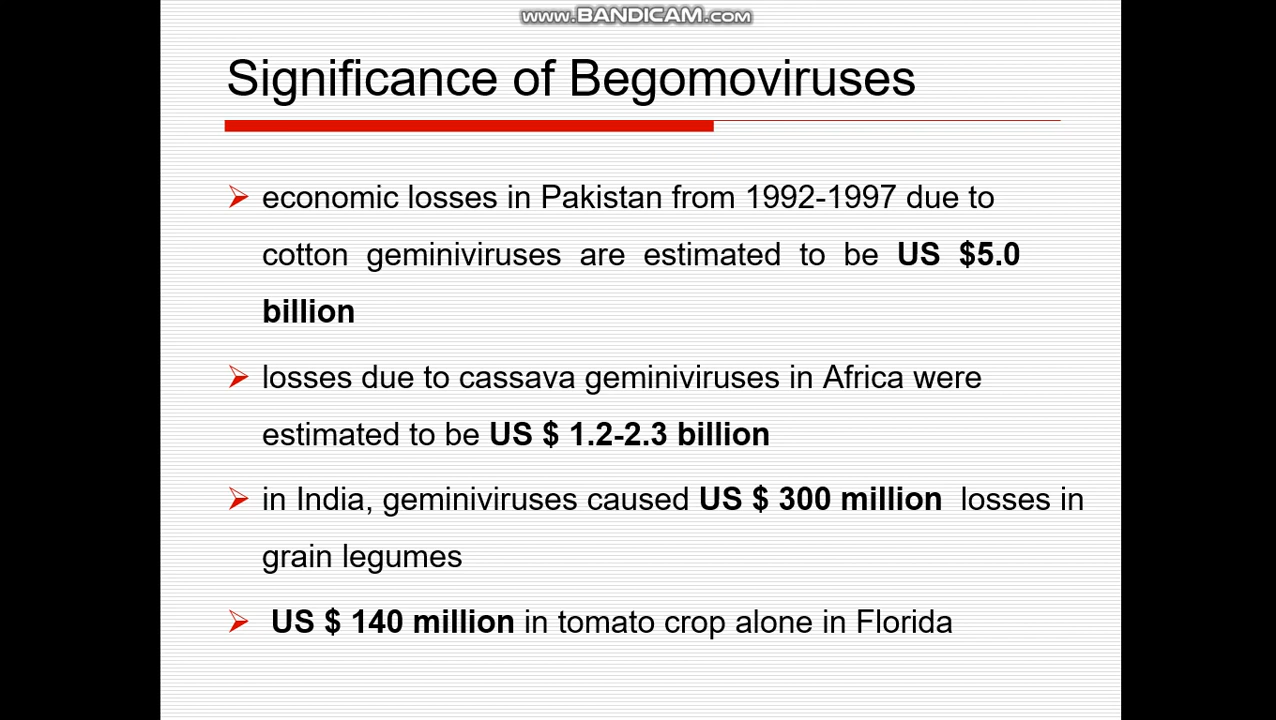 www.BANDICAM.com
Significance of Begomoviruses
economic losses in Pakistan from 1992-1997 due to
cotton geminiviruses are estimated to be US $5.0
billion
losses due to cassava geminiviruses in Africa were
estimated to be US $ 1.2-2.3 billion
in India, geminiviruses caused US $ 300 million losses in
grain legumes
US $ 140 million in tomato crop alone in Florida